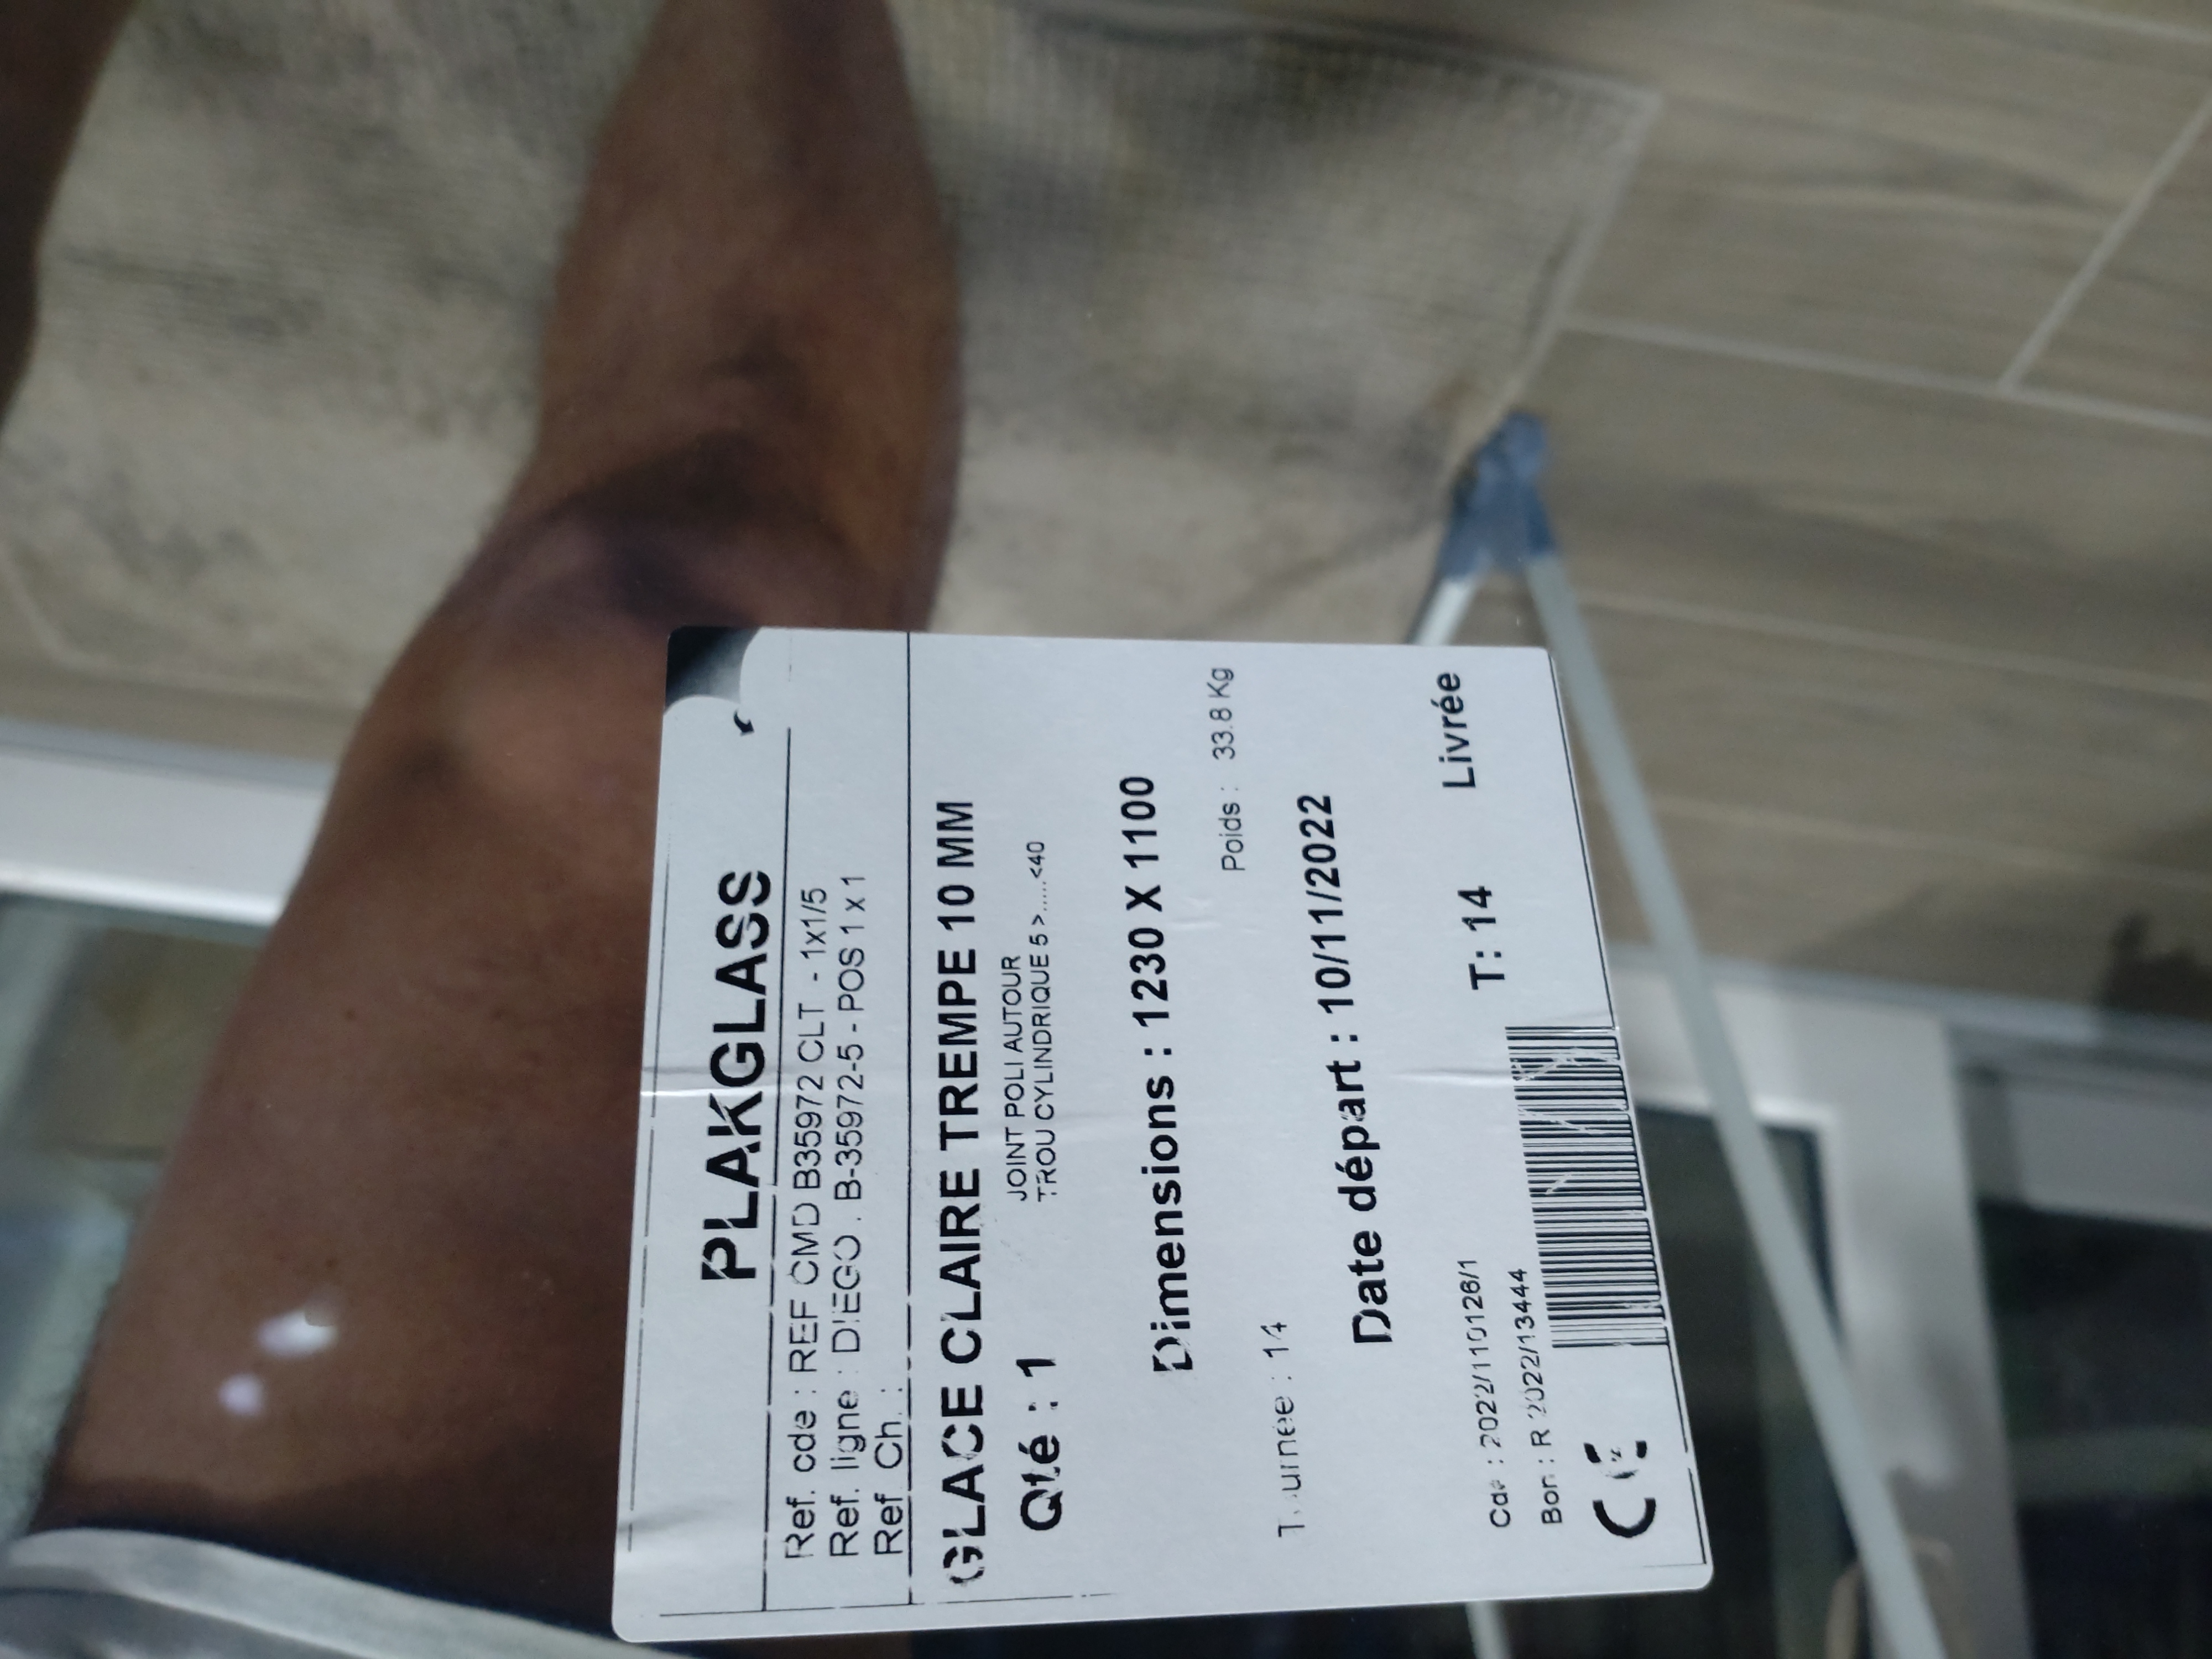 PLAKGLASS
Ref. cde : REF CMD B35972 CLT - 1x1/5
Ref. ligne : DIEGO . B-35972-5 - POS 1 x 1
Ref Ch. :
GLACE CLAIRE TREMPE 10 MM
Qté : 1
JOINT POLI AUTOUR
TROU CYLINDRIQUE 5 >.....<40
Dimensions : 1230 X 1100
Poids : 33.8 Kg
Tournée : 14
Date départ : 10/11/2022
Cde : 2022/110126/1
Bon : R 2022/13444
T: 14
Livrée
CE